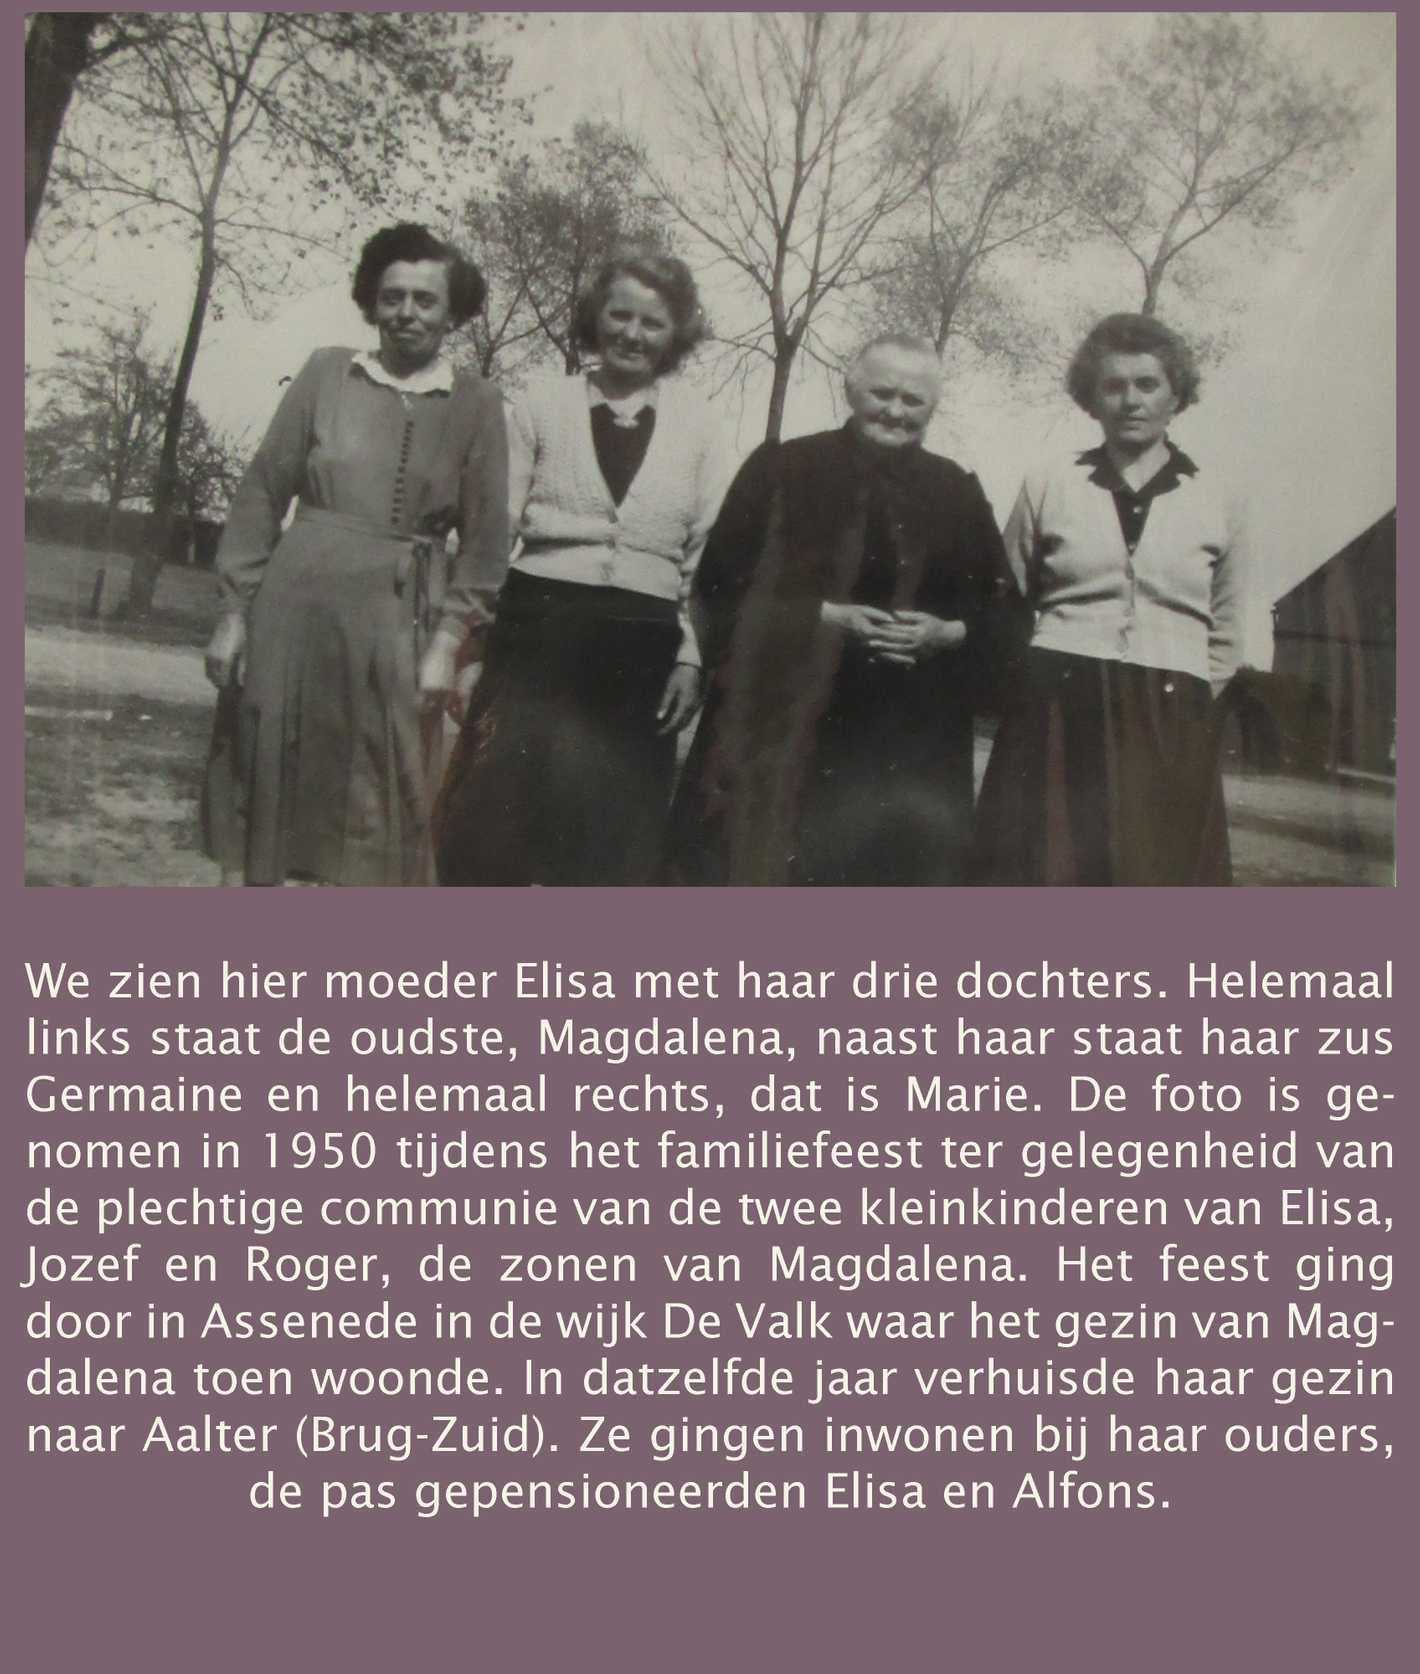 We zien hier moeder Elisa met haar drie dochters. Helemaal
links staat de oudste, Magdalena, naast haar staat haar zus
Germaine en helemaal rechts, dat is Marie. De foto is ge-
nomen in 1950 tijdens het familiefeest ter gelegenheid van
de plechtige communie van de twee kleinkinderen van Elisa,
Jozef en Roger, de zonen van Magdalena. Het feest ging
door in Assenede in de wijk De Valk waar het gezin van Mag-
dalena toen woonde. In datzelfde jaar verhuisde haar gezin
naar Aalter (Brug-Zuid). Ze gingen inwonen bij haar ouders,
de pas gepensioneerden Elisa en Alfons.